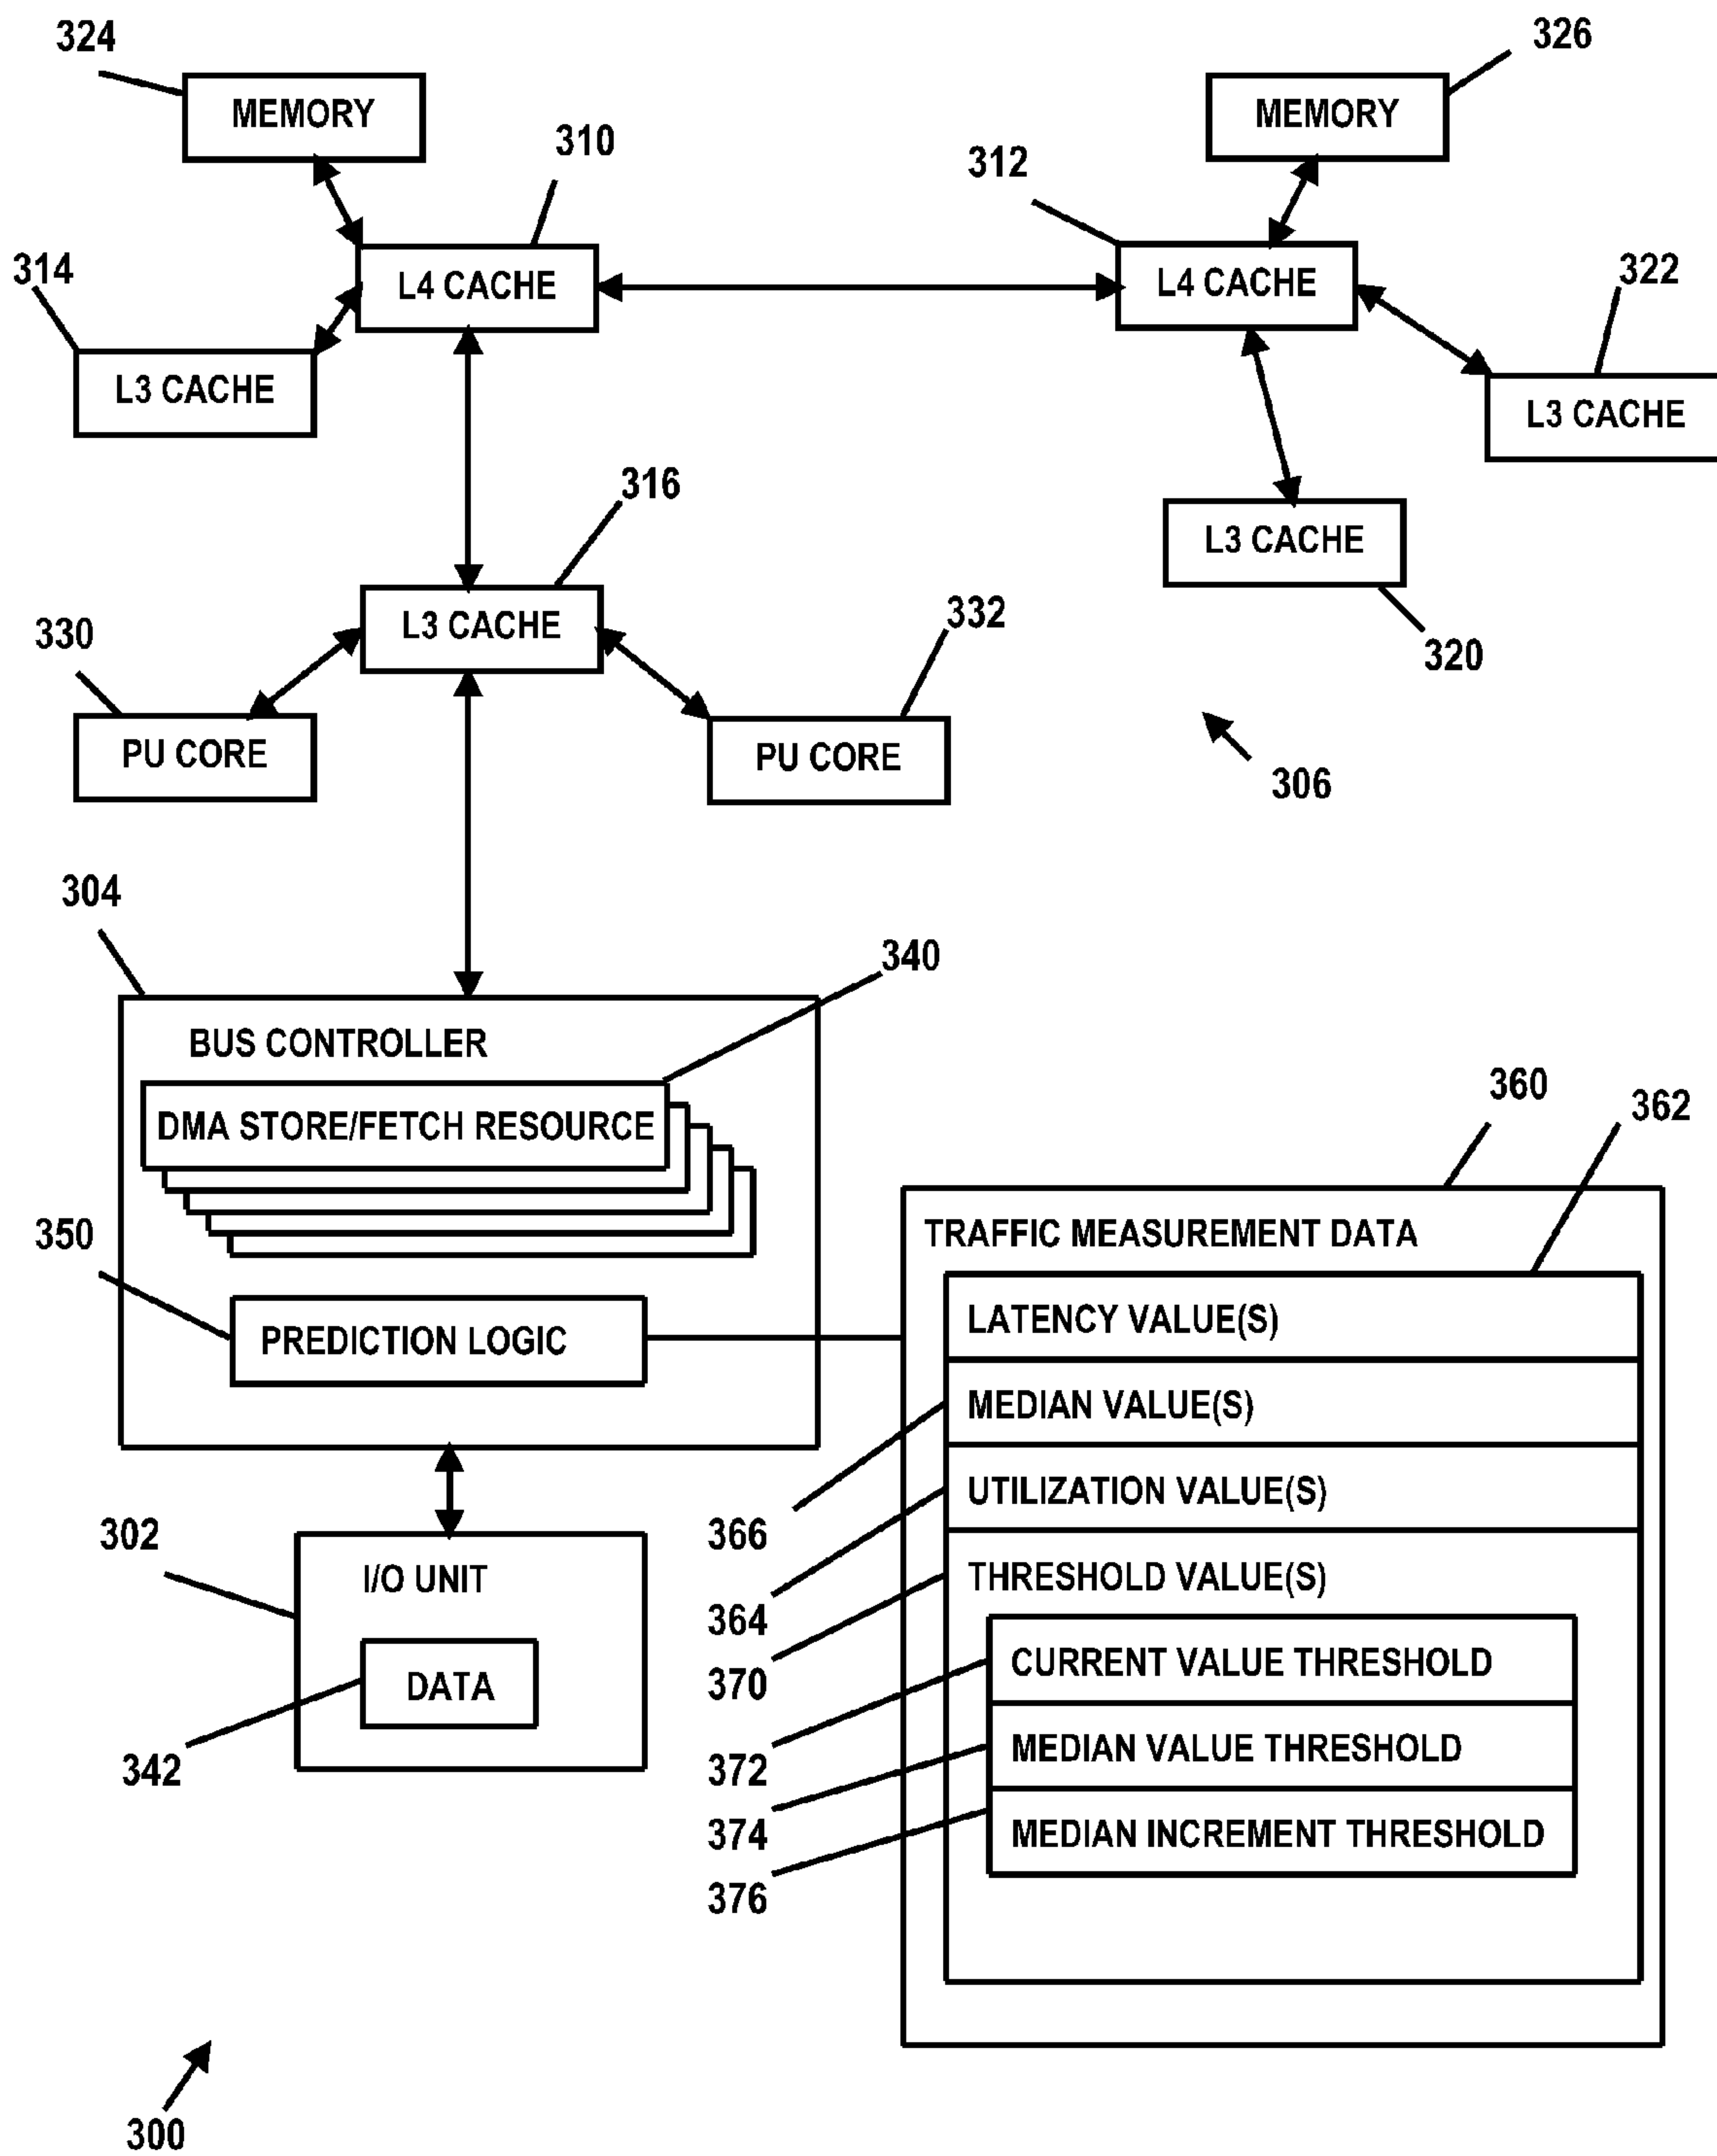 324
326
MEMORY
MEMORY
310
312
314
L4 CACHE
L4 CACHE
322
L3 CACHE
L3 CACHE
316
L3 CACHE
330
L3 CACHE
332
320
PU CORE
PU CORE
306
304
340
BUS CONTROLLER
360
362
DMA STORE/FETCH RESOURCE
350
TRAFFIC MEASUREMENT DATA
PREDICTION LOGIC
LATENCY VALUE(S)
MEDIAN VALUE(S)
UTILIZATION VALUE(S)
302
366
I/O UNIT
THRESHOLD VALUE(S)
364
CURRENT VALUE THRESHOLD
DATA
370
MEDIAN VALUE THRESHOLD
342
372
MEDIAN INCREMENT THRESHOLD
374
376
300